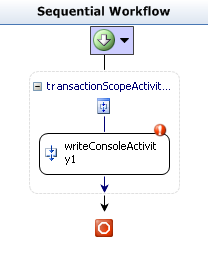 Sequential Workflow
transactionScopeActivit...
writeConsoleActivit
y1